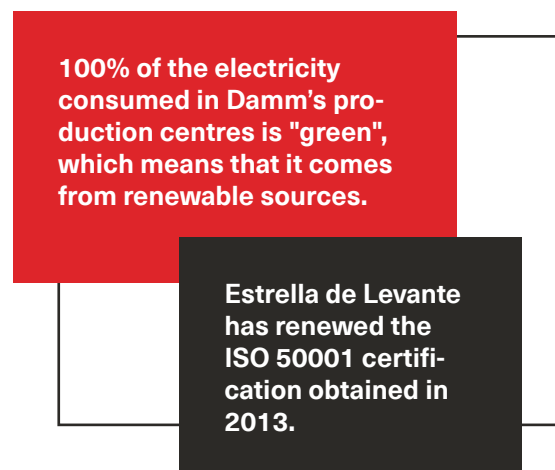 100% of the electricity
consumed in Damm’s pro-
duction centres is "green",
which means that it comes
from renewable sources.
Estrella de Levante
has renewed the
ISO 50001 certifi-
cation obtained in
2013.